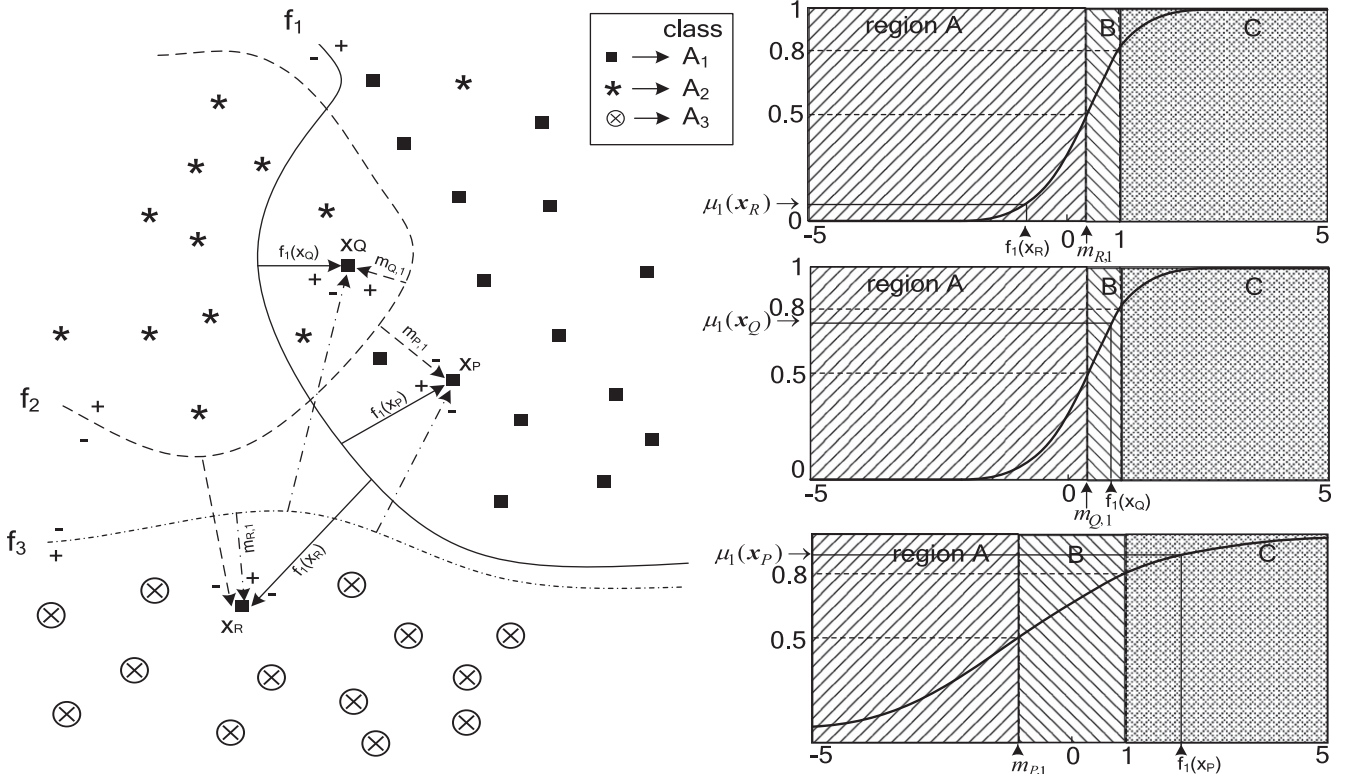 f1
+
-
class
A1
A2
A3
xQ
f1(xQ)
mQ,1
+
-
+
mP,1
-
xP
+
f1(xP)
-
f2
+
-
f3
-
+
mR,1
f1(xR)
-
+
-
xR
1
0.8
0.5
0
region A
B
C
μ1(xR)
-5
f1(xR)
0
mR,1
1
5
1
0.8
0.5
0
region A
B
C
μ1(xQ)
-5
0
mQ,1
f1(xQ)
5
μ1(xP)
0.8
0.5
region A
B
C
-5
mP,1
0
1
f1(xP)
5